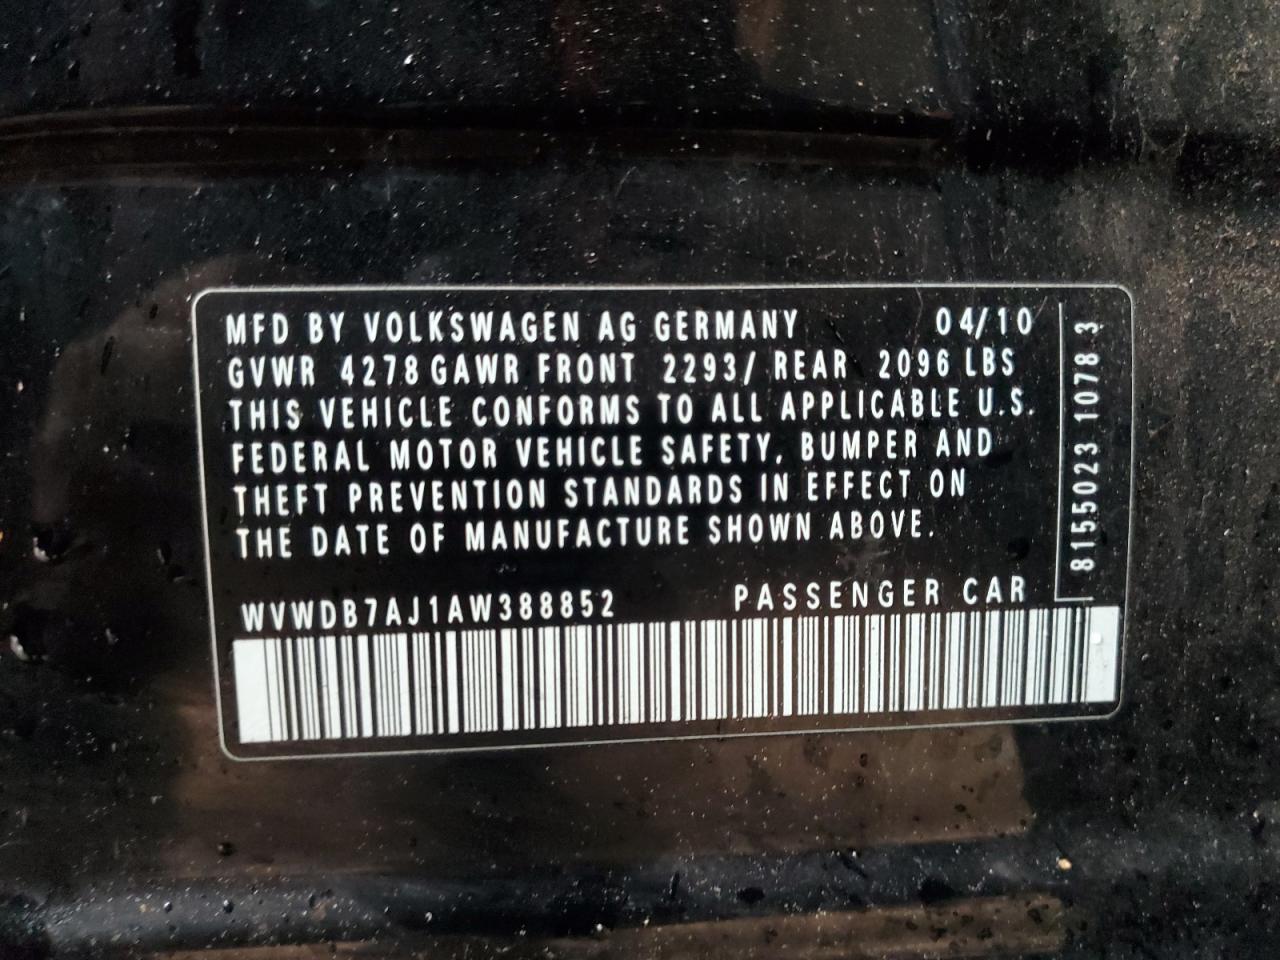 MFD BY VOLKSWAGEN AG GERMANY 04/10
GVWR 4278 GAWR FRONT 2293/ REAR 2096 LBS
THIS VEHICLE CONFORMS TO ALL APPLICABLE U.S.
FEDERAL MOTOR VEHICLE SAFETY, BUMPER AND
THEFT PREVENTION STANDARDS IN EFFECT ON
THE DATE OF MANUFACTURE SHOWN ABOVE.
WVWDB7AJ1AW388852 PASSENGER CAR
8155023 1078 3